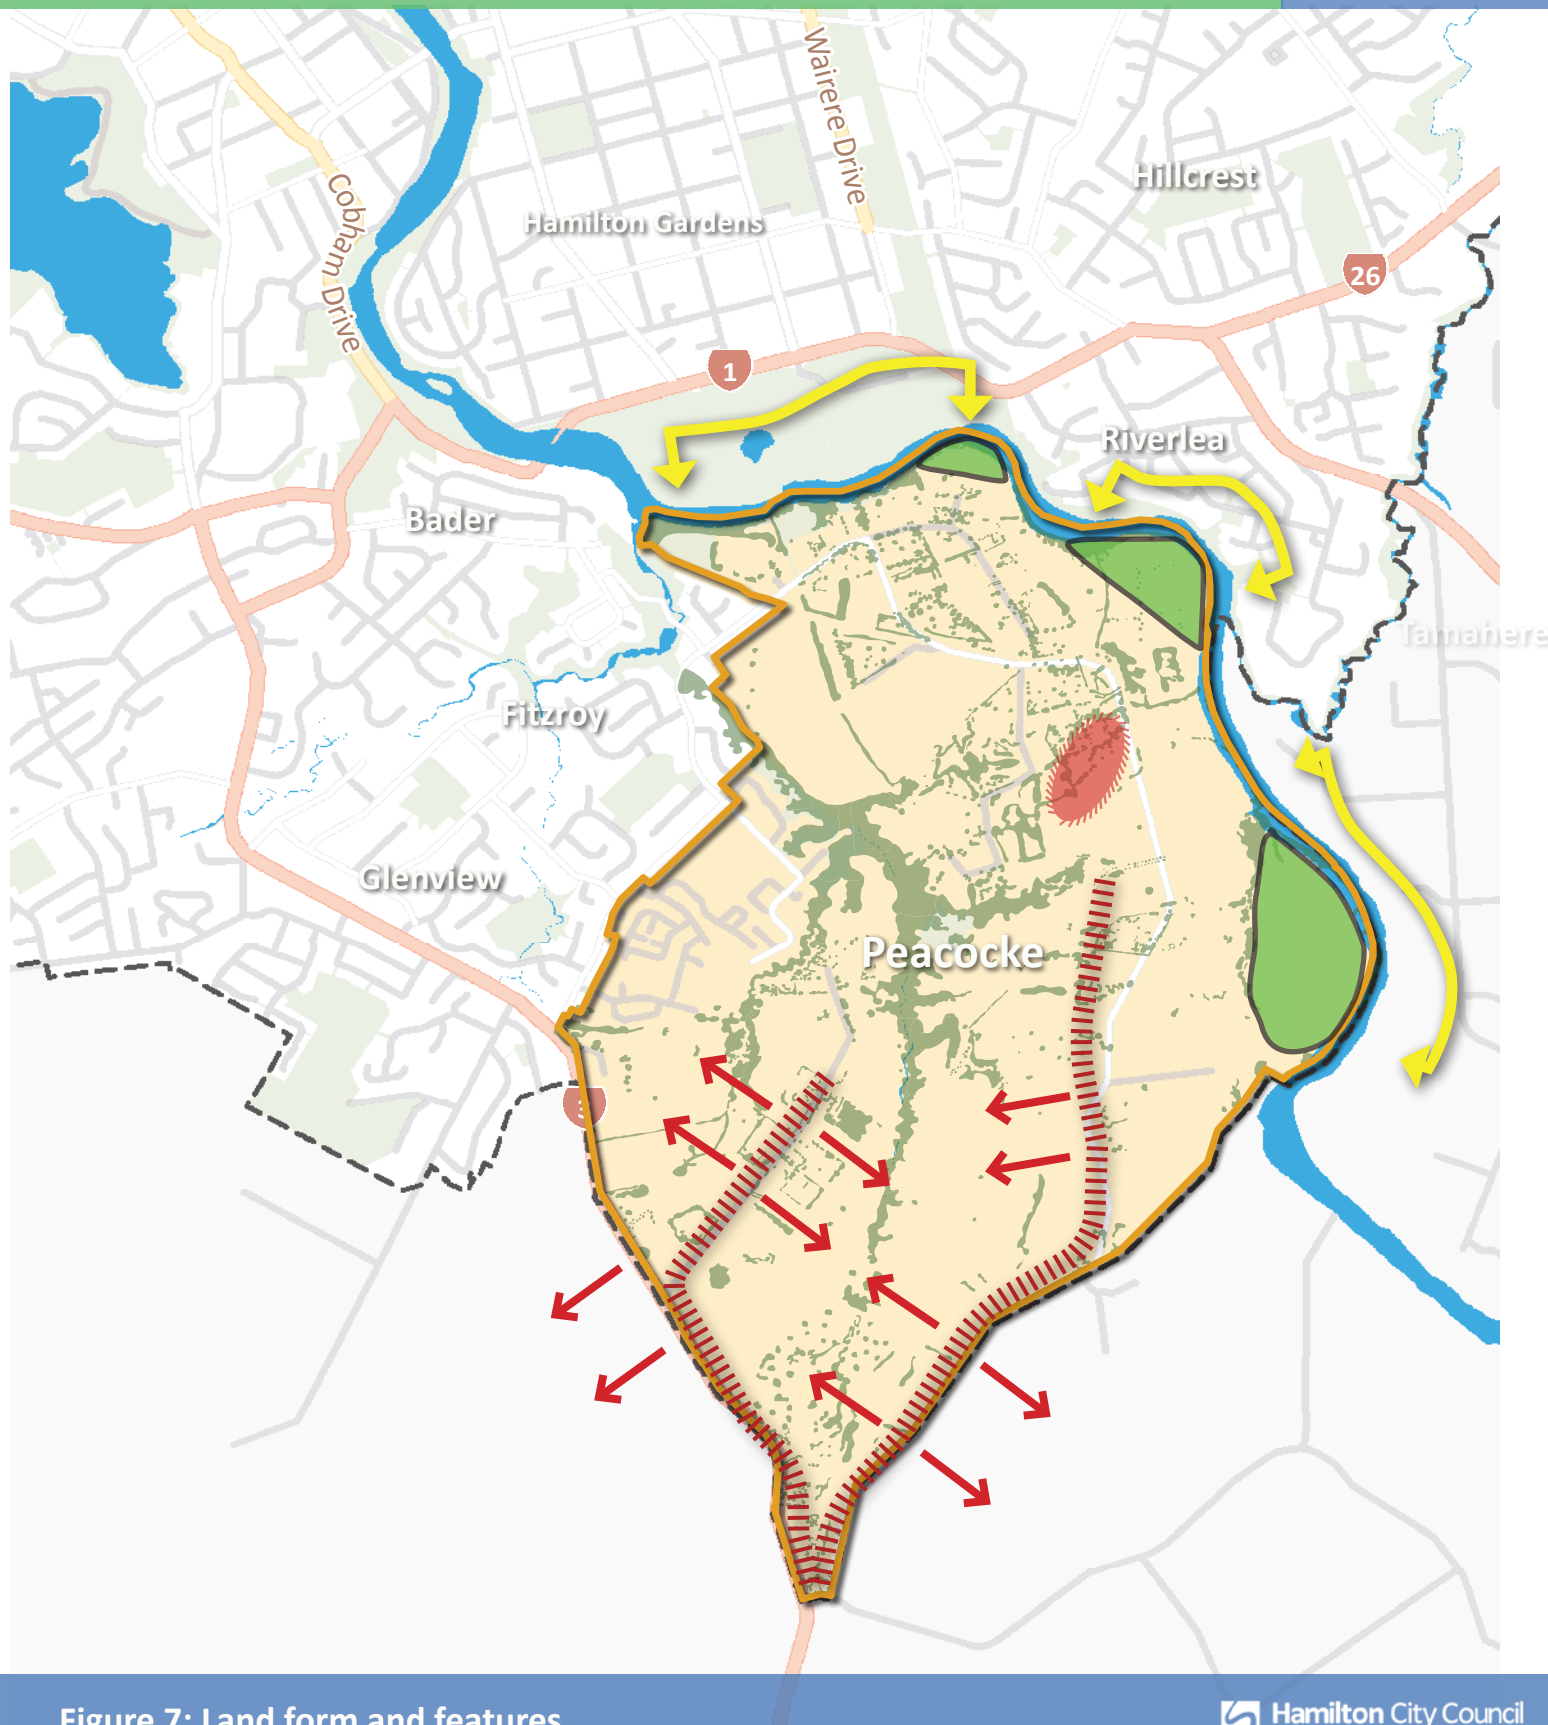 Wairere Drive
Hillcrest
Cobham Drive
Hamilton Gardens
26
1
Riverlea
Bader
Tamahere
Fitzroy
Glenview
Peacocke
3
Figure 7: Land form and features
Hamilton City Council